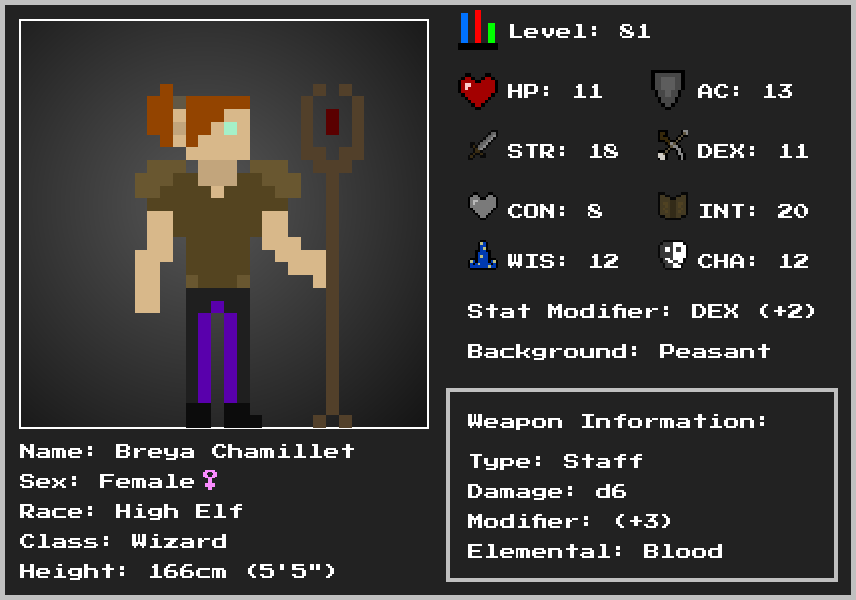 Level: 81
HP: 11 AC: 13
STR: 18 DEX: 11
CON: 8 INT: 20
WIS: 12 CHA: 12
Stat Modifier: DEX (+2)
Background: Peasant
Weapon Information:
Type: Staff
Damage: d6
Modifier: (+3)
Elemental: Blood
Name: Breya Chamillet
Sex: Female♀
Race: High Elf
Class: Wizard
Height: 166cm (5'5")